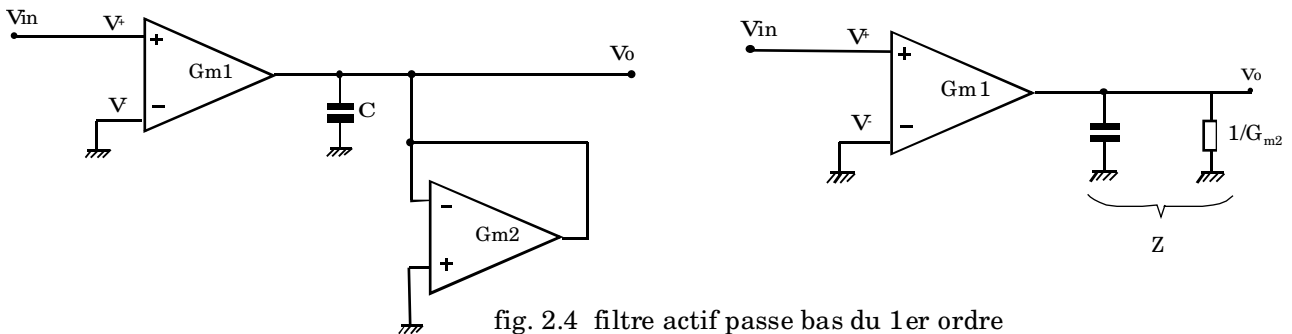 Vin
V+
+
Gm1
V-
−
C
Vo
−
Gm2
+
Vin
V+
+
Gm1
V-
−
Vo
1/Gm2
Z
fig. 2.4 filtre actif passe bas du 1er ordre